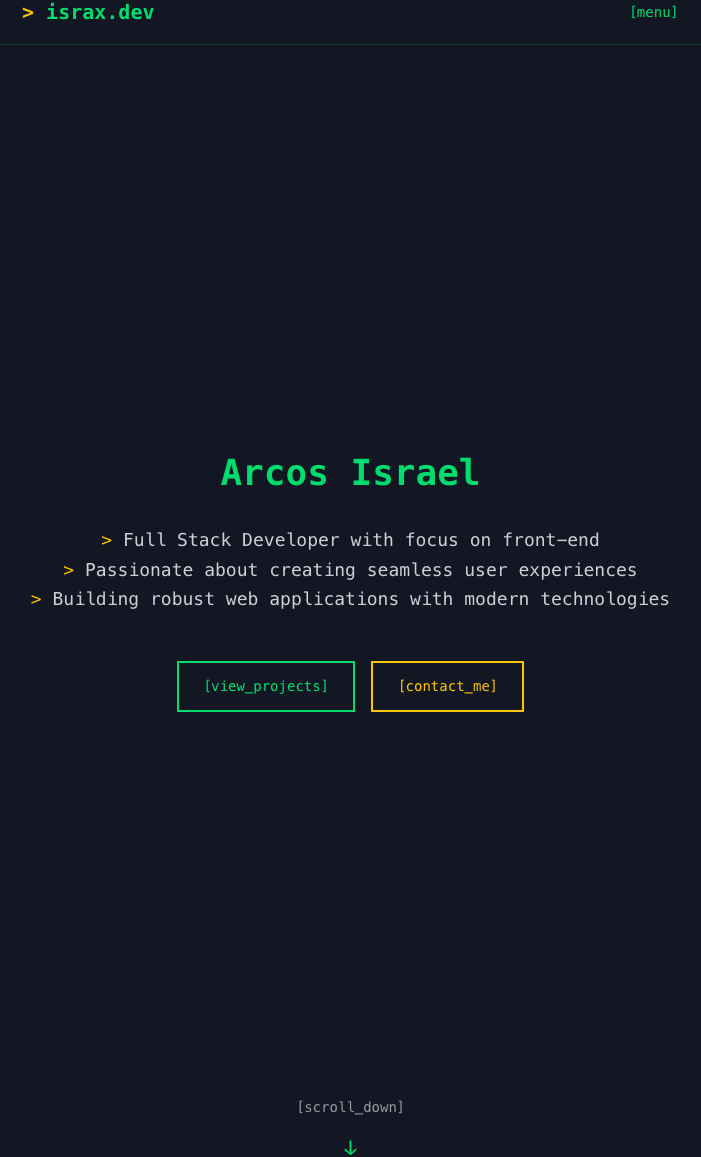 > israx.dev
[menu]
Arcos Israel
> Full Stack Developer with focus on front-end
> Passionate about creating seamless user experiences
> Building robust web applications with modern technologies
[view_projects]
[contact_me]
[scroll_down]